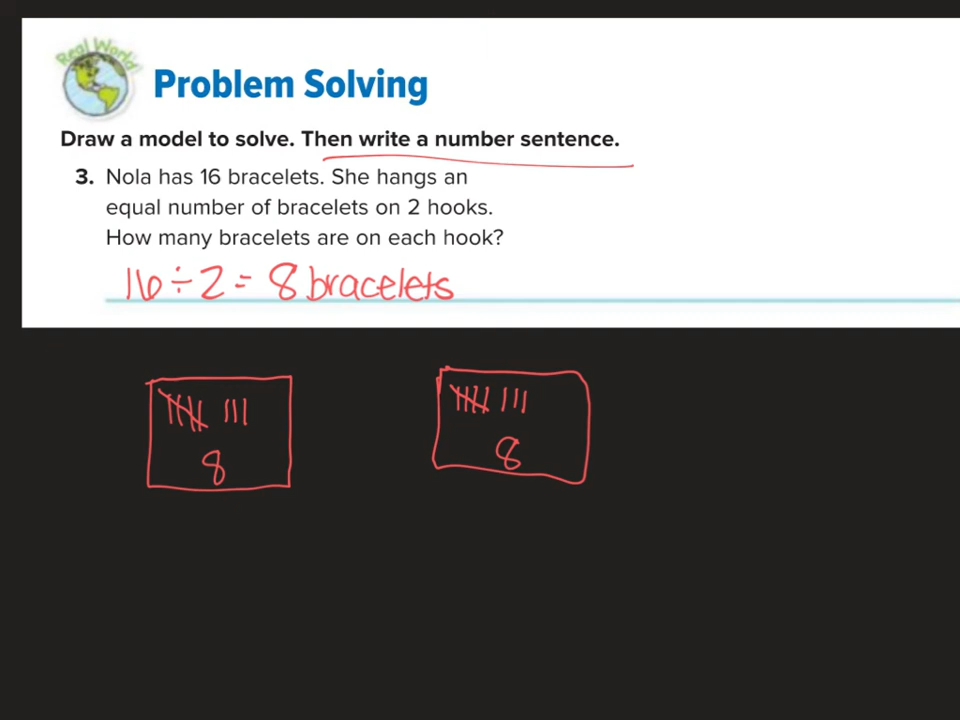 Real World
Problem Solving
Draw a model to solve. Then write a number sentence.
3. Nola has 16 bracelets. She hangs an
equal number of bracelets on 2 hooks.
How many bracelets are on each hook?
16 ÷ 2 = 8 bracelets
8 8